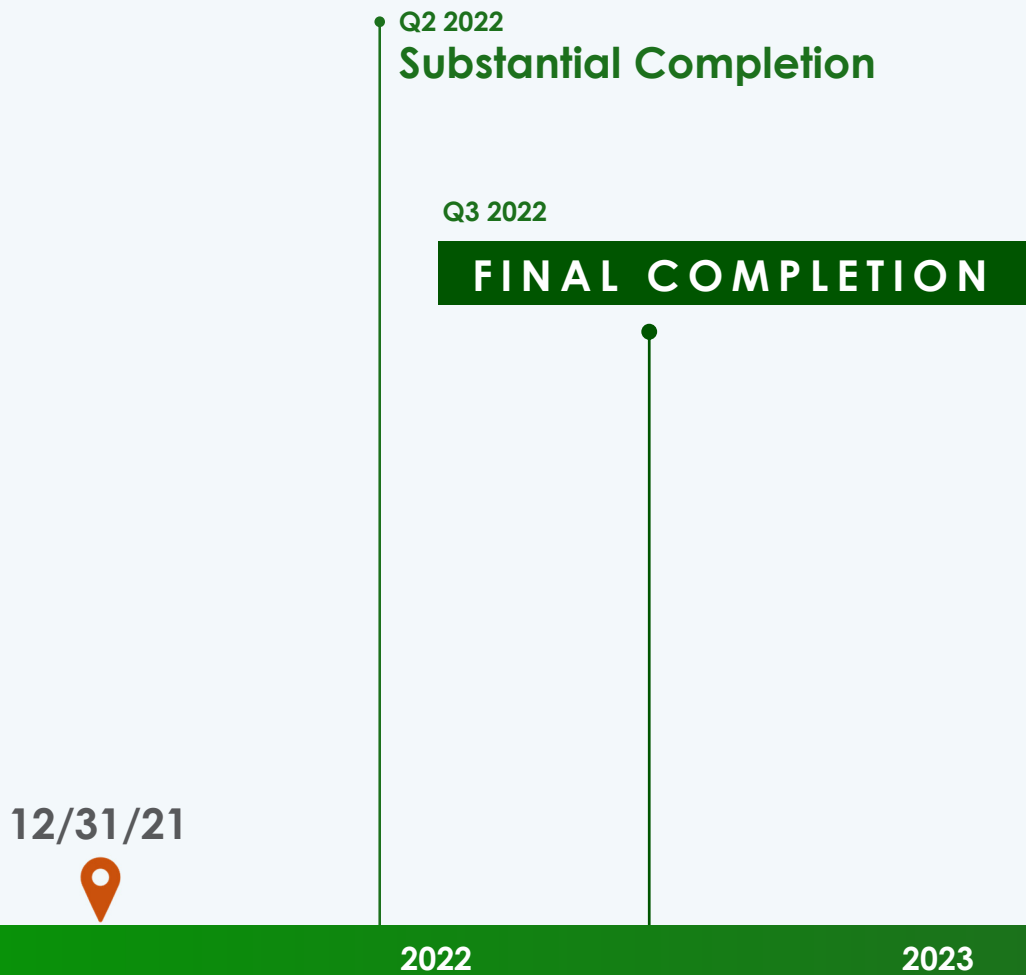 Q2 2022
Substantial Completion
Q3 2022
FINAL COMPLETION
12/31/21
2022
2023